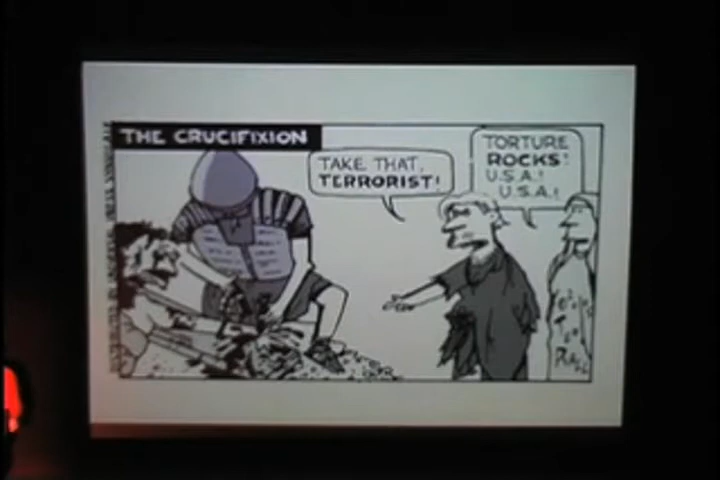 THE CRUCIFIXION
TAKE THAT,
TERRORIST!
TORTURE
ROCKS!
U.S.A.!
U.S.A.!